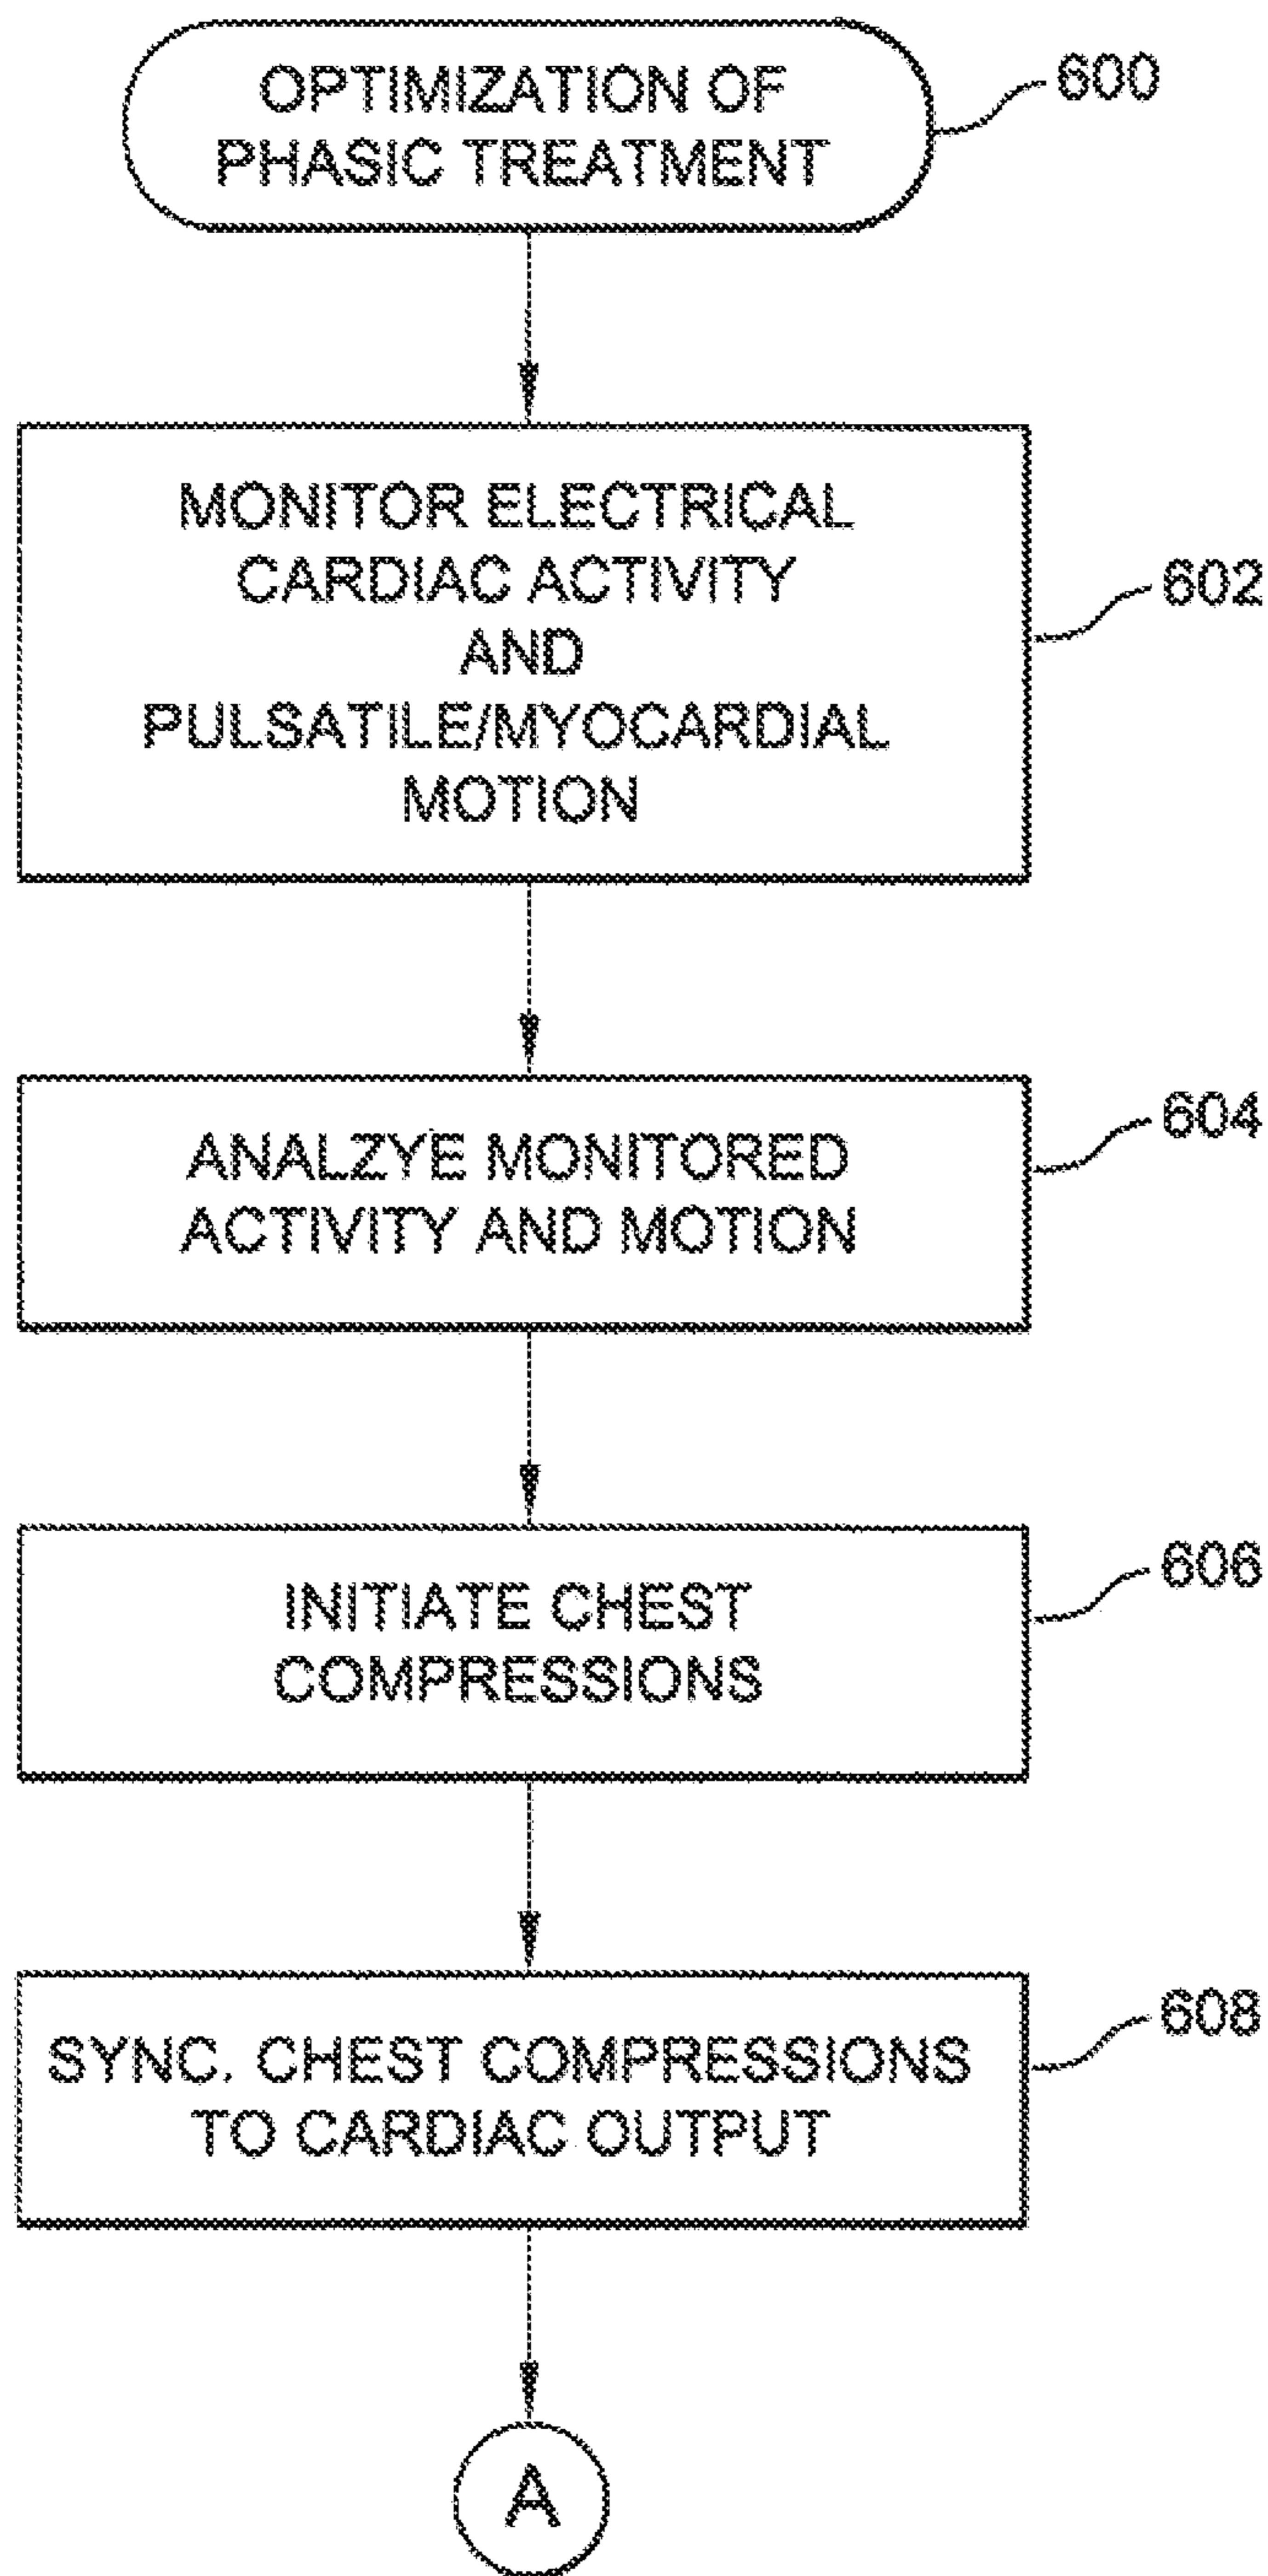 OPTIMIZATION OF
PHASIC TREATMENT
600
MONITOR ELECTRICAL
CARDIAC ACTIVITY
AND
PULSATILE/MYOCARDIAL
MOTION
602
ANALZYE MONITORED
ACTIVITY AND MOTION
604
INITIATE CHEST
COMPRESSIONS
606
SYNC. CHEST COMPRESSIONS
TO CARDIAC OUTPUT
608
A